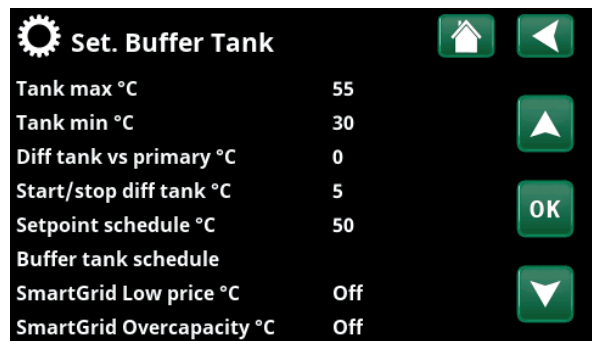 Set. Buffer Tank
Tank max °C 55
Tank min °C 30
Diff tank vs primary °C 0
Start/stop diff tank °C 5
OK
Setpoint schedule °C 50
Buffer tank schedule
SmartGrid Low price °C Off
SmartGrid Overcapacity °C Off